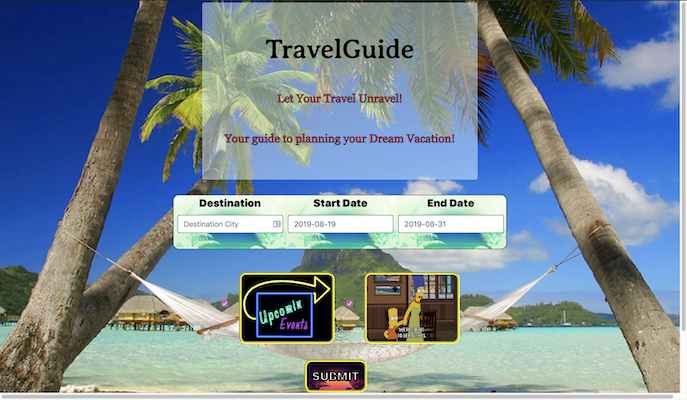 TravelGuide
Let Your Travel Unravel!
Your guide to planning your Dream Vacation!
Destination Start Date End Date
Destination City 2019-08-19 2019-08-31
Upcomin
Events
SUBMIT